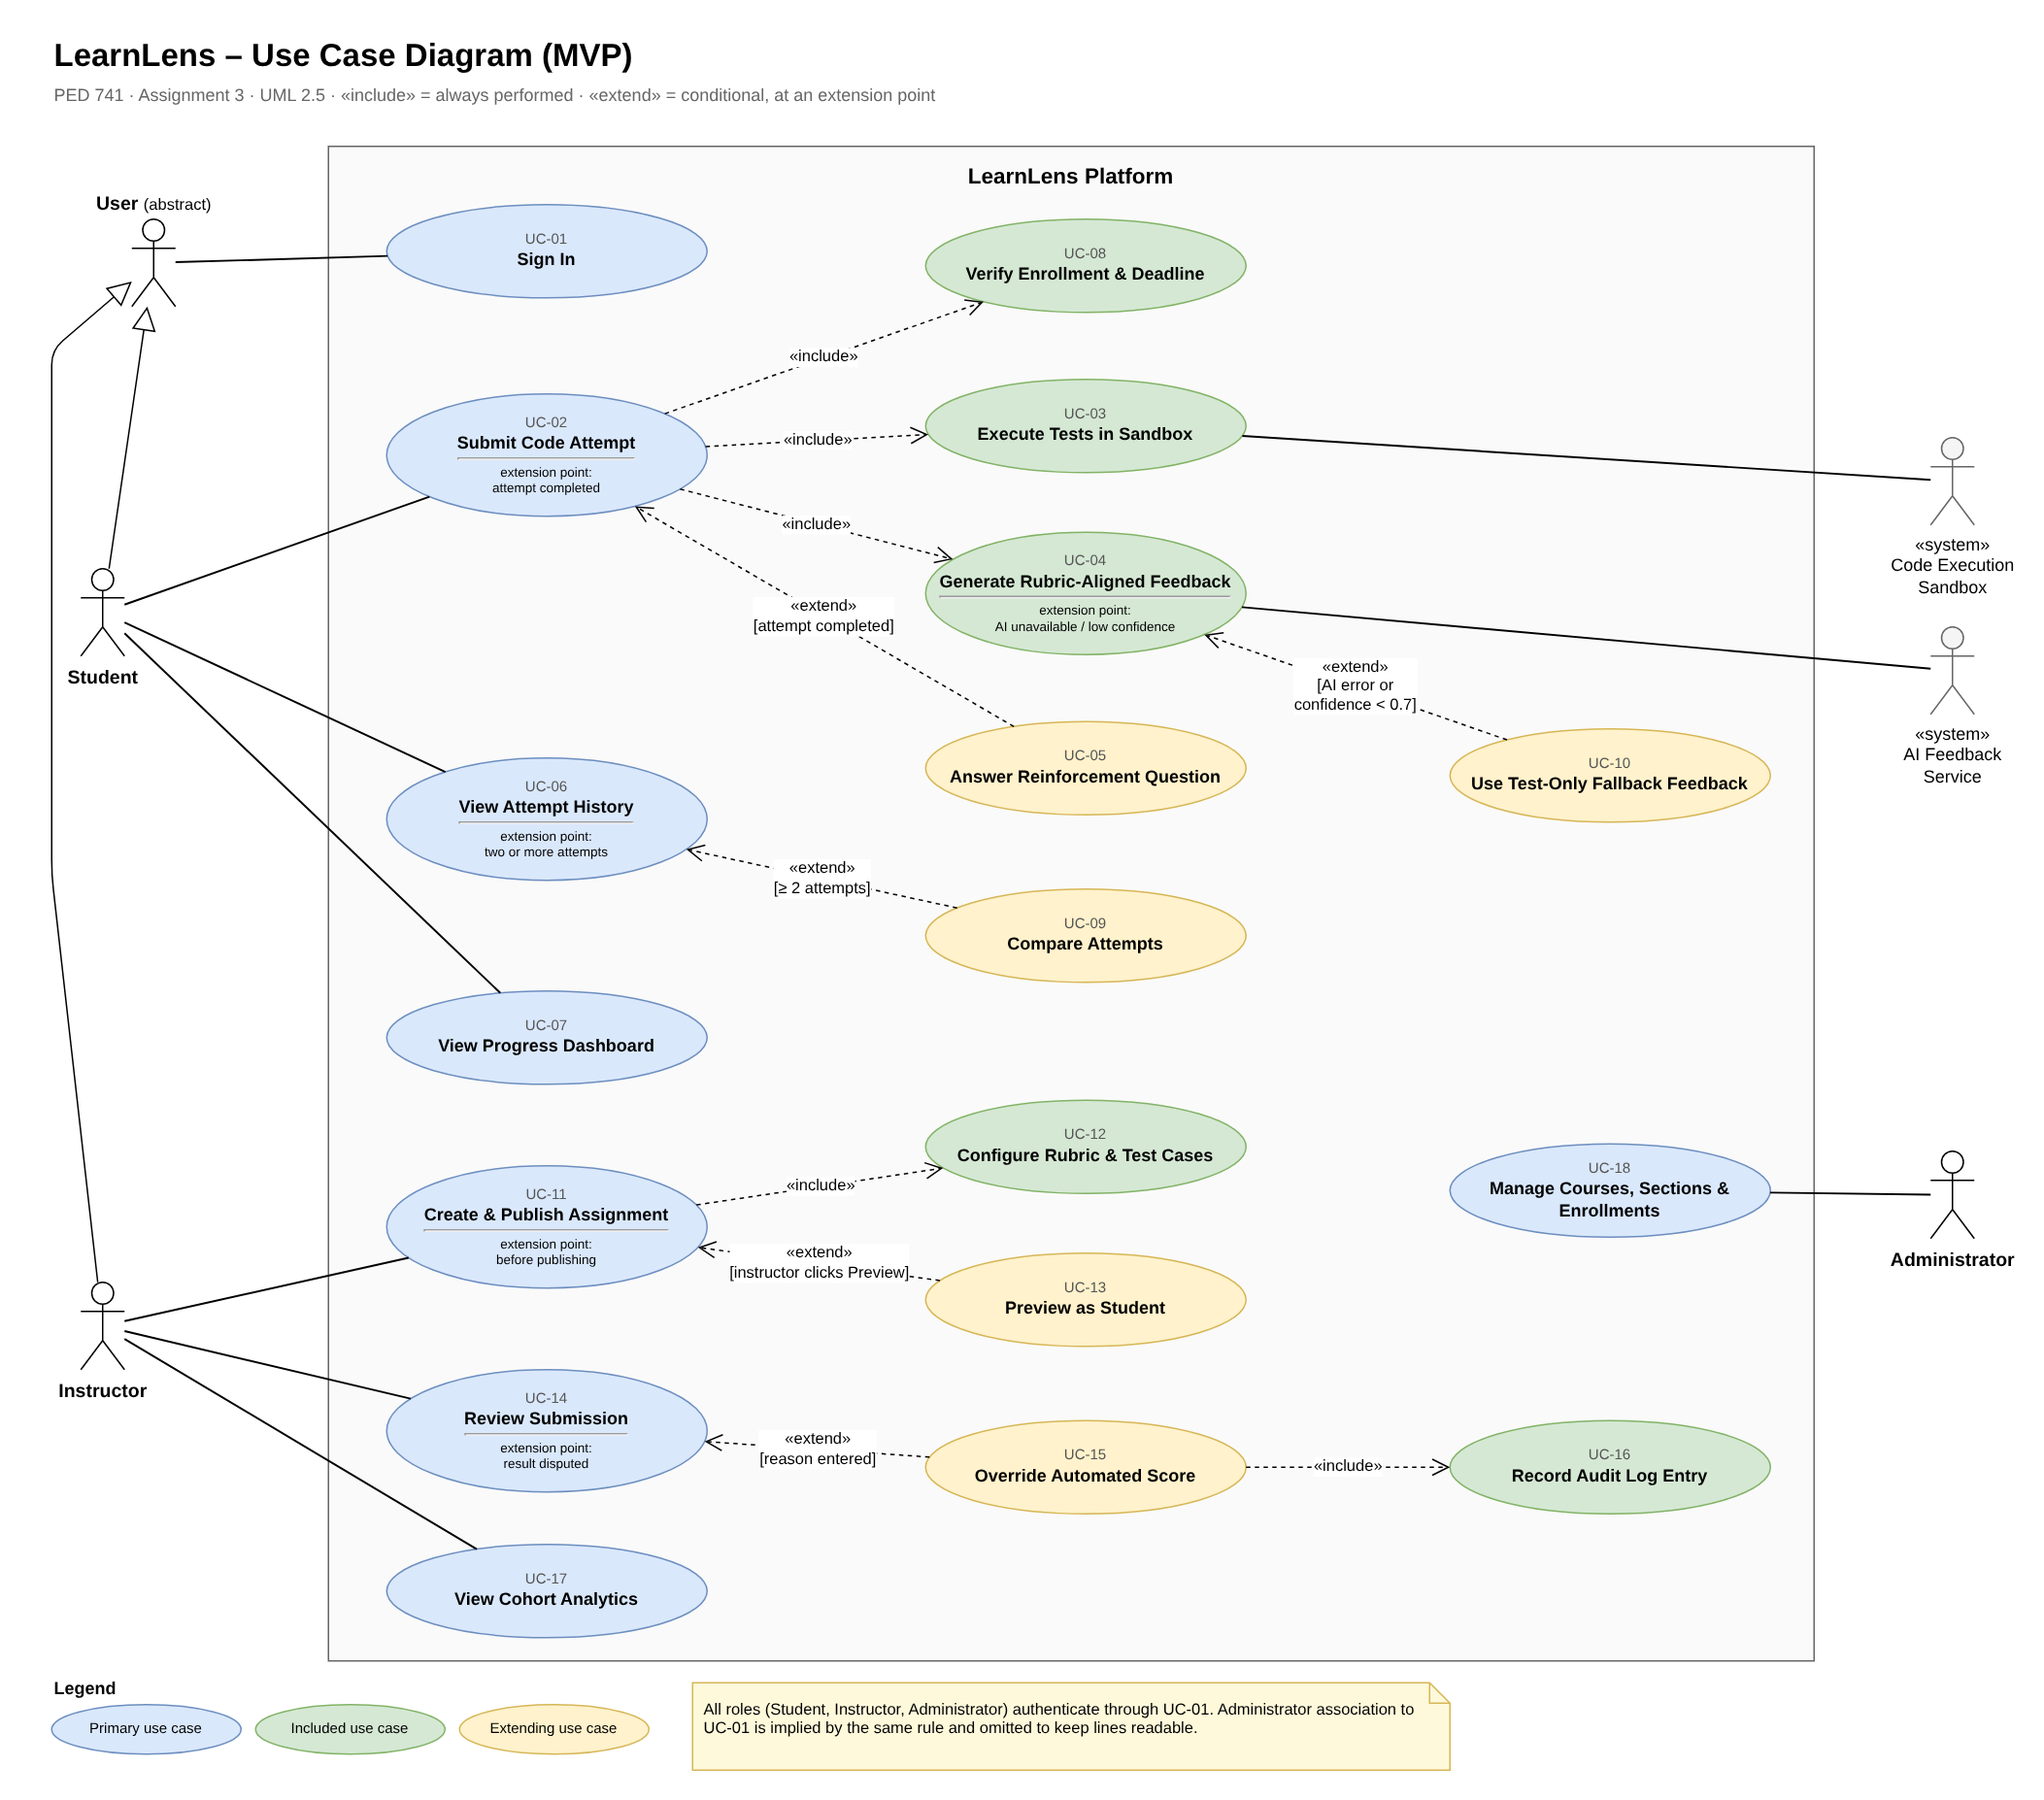 LearnLens – Use Case Diagram (MVP)
PED 741 · Assignment 3 · UML 2.5 · «include» = always performed · «extend» = conditional, at an extension point
LearnLens Platform
User (abstract)
UC-01
Sign In
UC-08
Verify Enrollment & Deadline
«include»
UC-02
Submit Code Attempt
extension point:
attempt completed
«include»
UC-03
Execute Tests in Sandbox
«system»
Code Execution
Sandbox
«include»
UC-04
Generate Rubric-Aligned Feedback
extension point:
AI unavailable / low confidence
«extend»
[attempt completed]
Student
«extend»
[AI error or
confidence < 0.7]
«system»
AI Feedback
Service
UC-05
Answer Reinforcement Question
UC-10
Use Test-Only Fallback Feedback
UC-06
View Attempt History
extension point:
two or more attempts
«extend»
[≥ 2 attempts]
UC-09
Compare Attempts
UC-07
View Progress Dashboard
UC-12
Configure Rubric & Test Cases
UC-18
Manage Courses, Sections &
Enrollments
Administrator
UC-11
Create & Publish Assignment
extension point:
before publishing
«include»
«extend»
[instructor clicks Preview]
UC-13
Preview as Student
Instructor
UC-14
Review Submission
extension point:
result disputed
«extend»
[reason entered]
UC-15
Override Automated Score
«include»
UC-16
Record Audit Log Entry
UC-17
View Cohort Analytics
Legend
Primary use case
Included use case
Extending use case
All roles (Student, Instructor, Administrator) authenticate through UC-01. Administrator association to
UC-01 is implied by the same rule and omitted to keep lines readable.